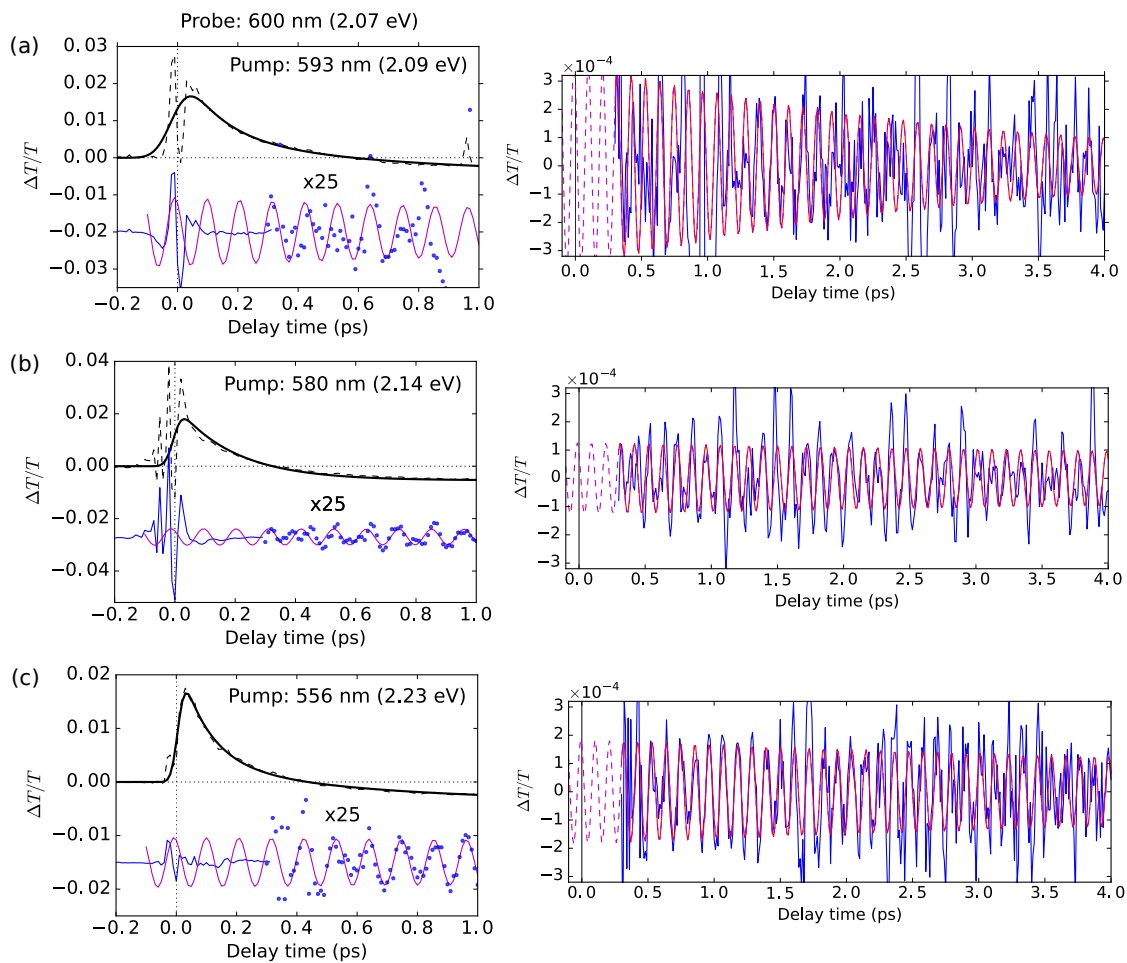 Probe: 600 nm (2.07 eV)
(a)
Pump: 593 nm (2.09 eV)
0.03
0.02
0.01
0.00
−0.01
−0.02
−0.03
ΔT/T
x25
−0.2 0.0 0.2 0.4 0.6 0.8 1.0
Delay time (ps)
×10⁻⁴
3
2
1
0
−1
−2
−3
ΔT/T
0.0 0.5 1.0 1.5 2.0 2.5 3.0 3.5 4.0
Delay time (ps)
(b)
Pump: 580 nm (2.14 eV)
0.04
0.02
0.00
−0.02
−0.04
ΔT/T
x25
−0.2 0.0 0.2 0.4 0.6 0.8 1.0
Delay time (ps)
×10⁻⁴
3
2
1
0
−1
−2
−3
ΔT/T
0.0 0.5 1.0 1.5 2.0 2.5 3.0 3.5 4.0
Delay time (ps)
(c)
Pump: 556 nm (2.23 eV)
0.02
0.01
0.00
−0.01
−0.02
ΔT/T
x25
−0.2 0.0 0.2 0.4 0.6 0.8 1.0
Delay time (ps)
×10⁻⁴
3
2
1
0
−1
−2
−3
ΔT/T
0.0 0.5 1.0 1.5 2.0 2.5 3.0 3.5 4.0
Delay time (ps)